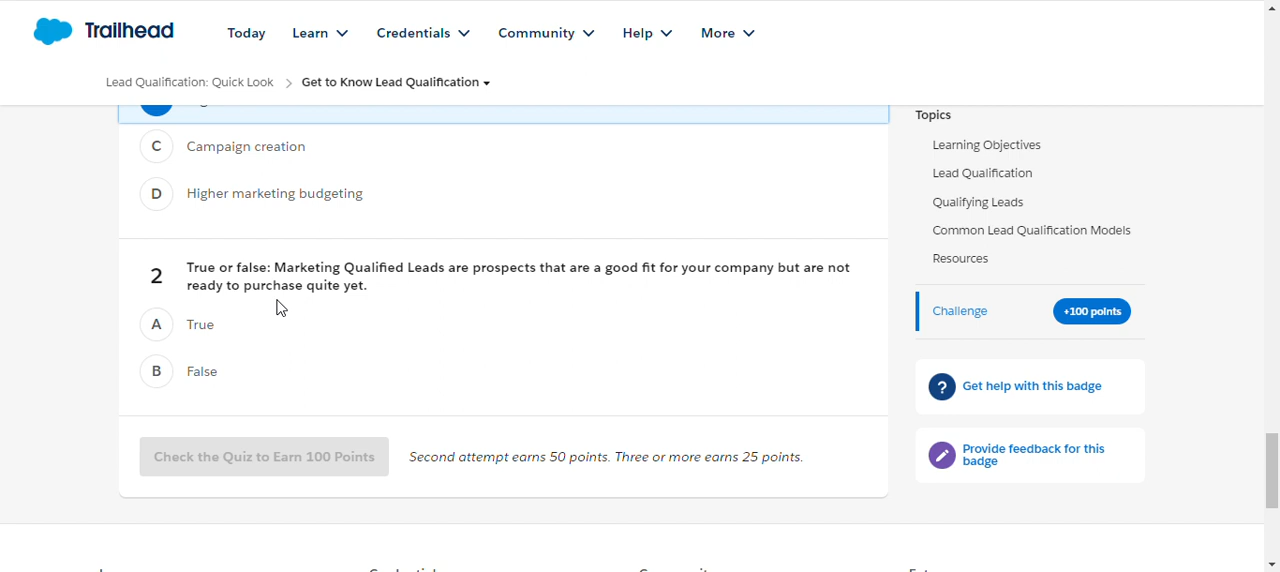 Trailhead
Today Learn Credentials Community Help More
Lead Qualification: Quick Look > Get to Know Lead Qualification
C Campaign creation
D Higher marketing budgeting
2 True or false: Marketing Qualified Leads are prospects that are a good fit for your company but are not
ready to purchase quite yet.
A True
B False
Check the Quiz to Earn 100 Points Second attempt earns 50 points. Three or more earns 25 points.
Topics
Learning Objectives
Lead Qualification
Qualifying Leads
Common Lead Qualification Models
Resources
Challenge +100 points
? Get help with this badge
Provide feedback for this
badge